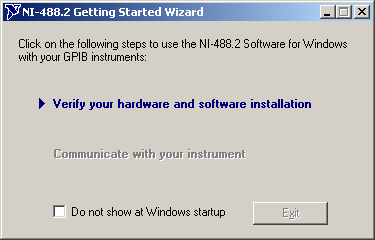 NI-488.2 Getting Started Wizard
Click on the following steps to use the NI-488.2 Software for Windows
with your GPIB instruments:
Verify your hardware and software installation
Communicate with your instrument
Do not show at Windows startup
Exit